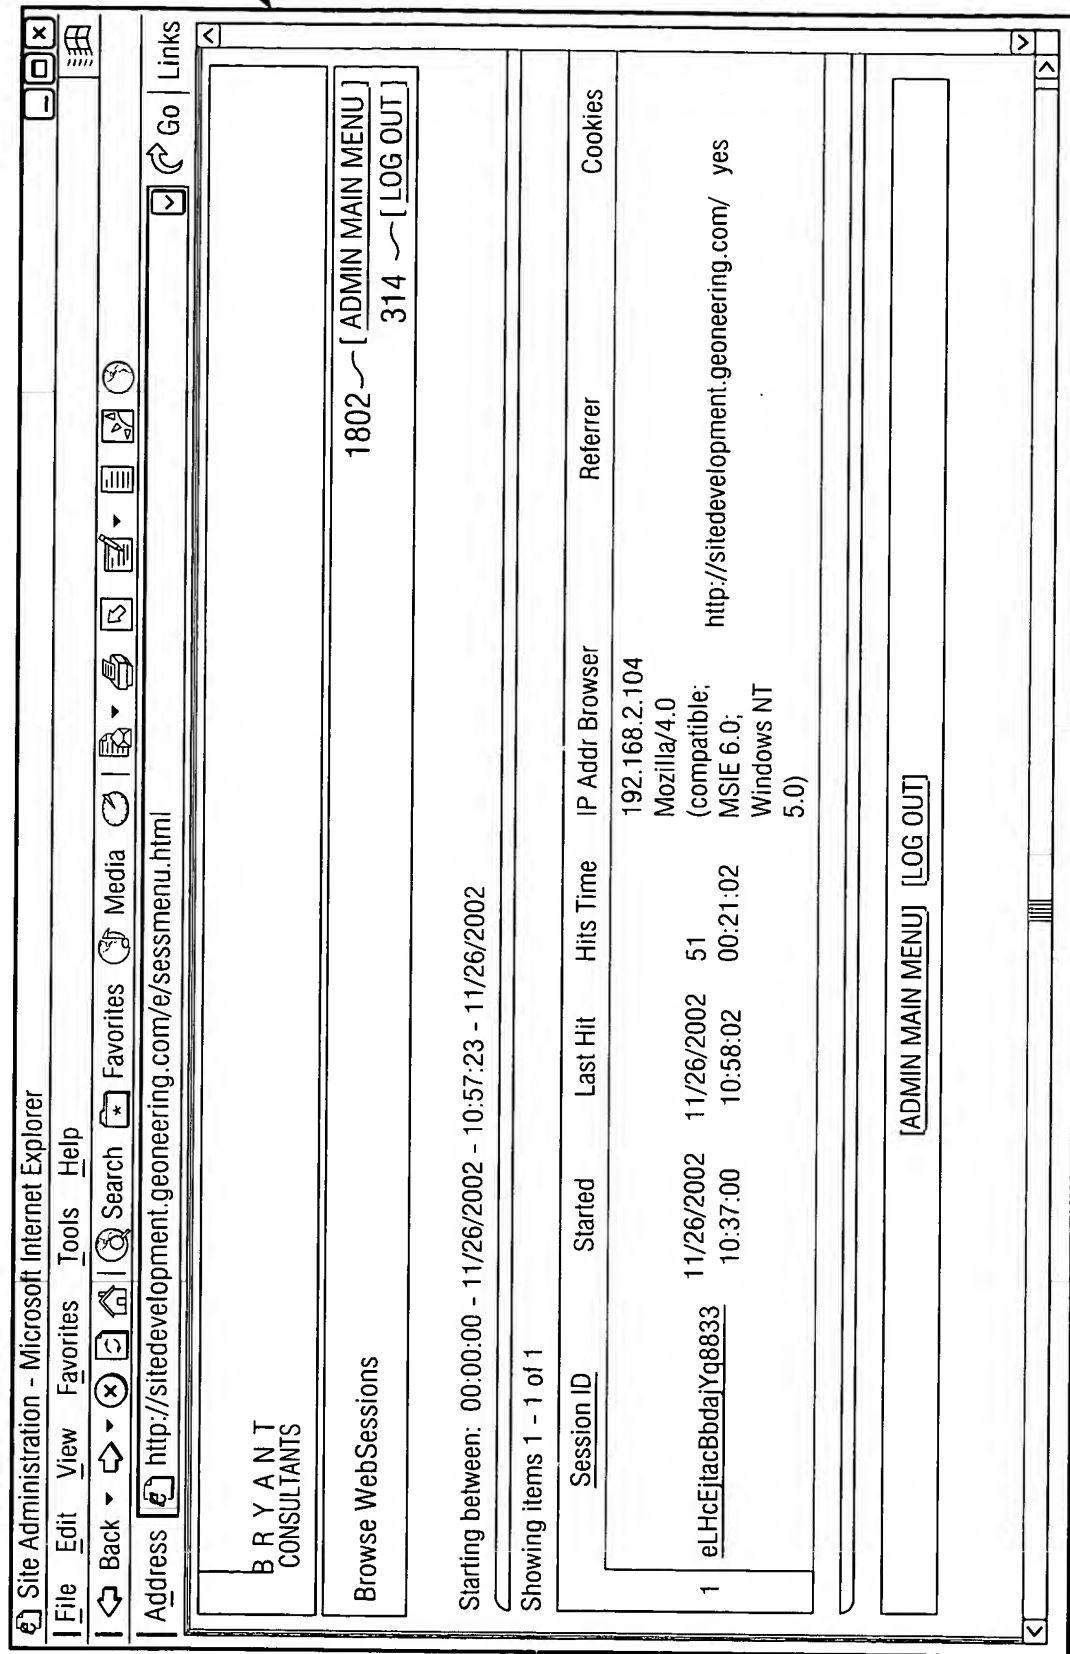 Site Administration - Microsoft Internet Explorer
File Edit View Favorites Tools Help
Back Search Favorites Media
Address http://sitedevelopment.geoneering.com/e/sessmenu.html Go Links
BRYANT
CONSULTANTS
Browse WebSessions 1802 [ADMIN MAIN MENU]
314 [LOG OUT]
Starting between: 00:00:00 - 11/26/2002 - 10:57:23 - 11/26/2002
Showing items 1 - 1 of 1
Session ID Started Last Hit Hits Time IP Addr Browser Referrer Cookies
192.168.2.104
Mozilla/4.0
1 eLHcEjtacBbdajYq8833 11/26/2002 11/26/2002 51 (compatible;
10:37:00 10:58:02 00:21:02 MSIE 6.0; http://sitedevelopment.geoneering.com/ yes
Windows NT
5.0)
[ADMIN MAIN MENU] [LOG OUT]